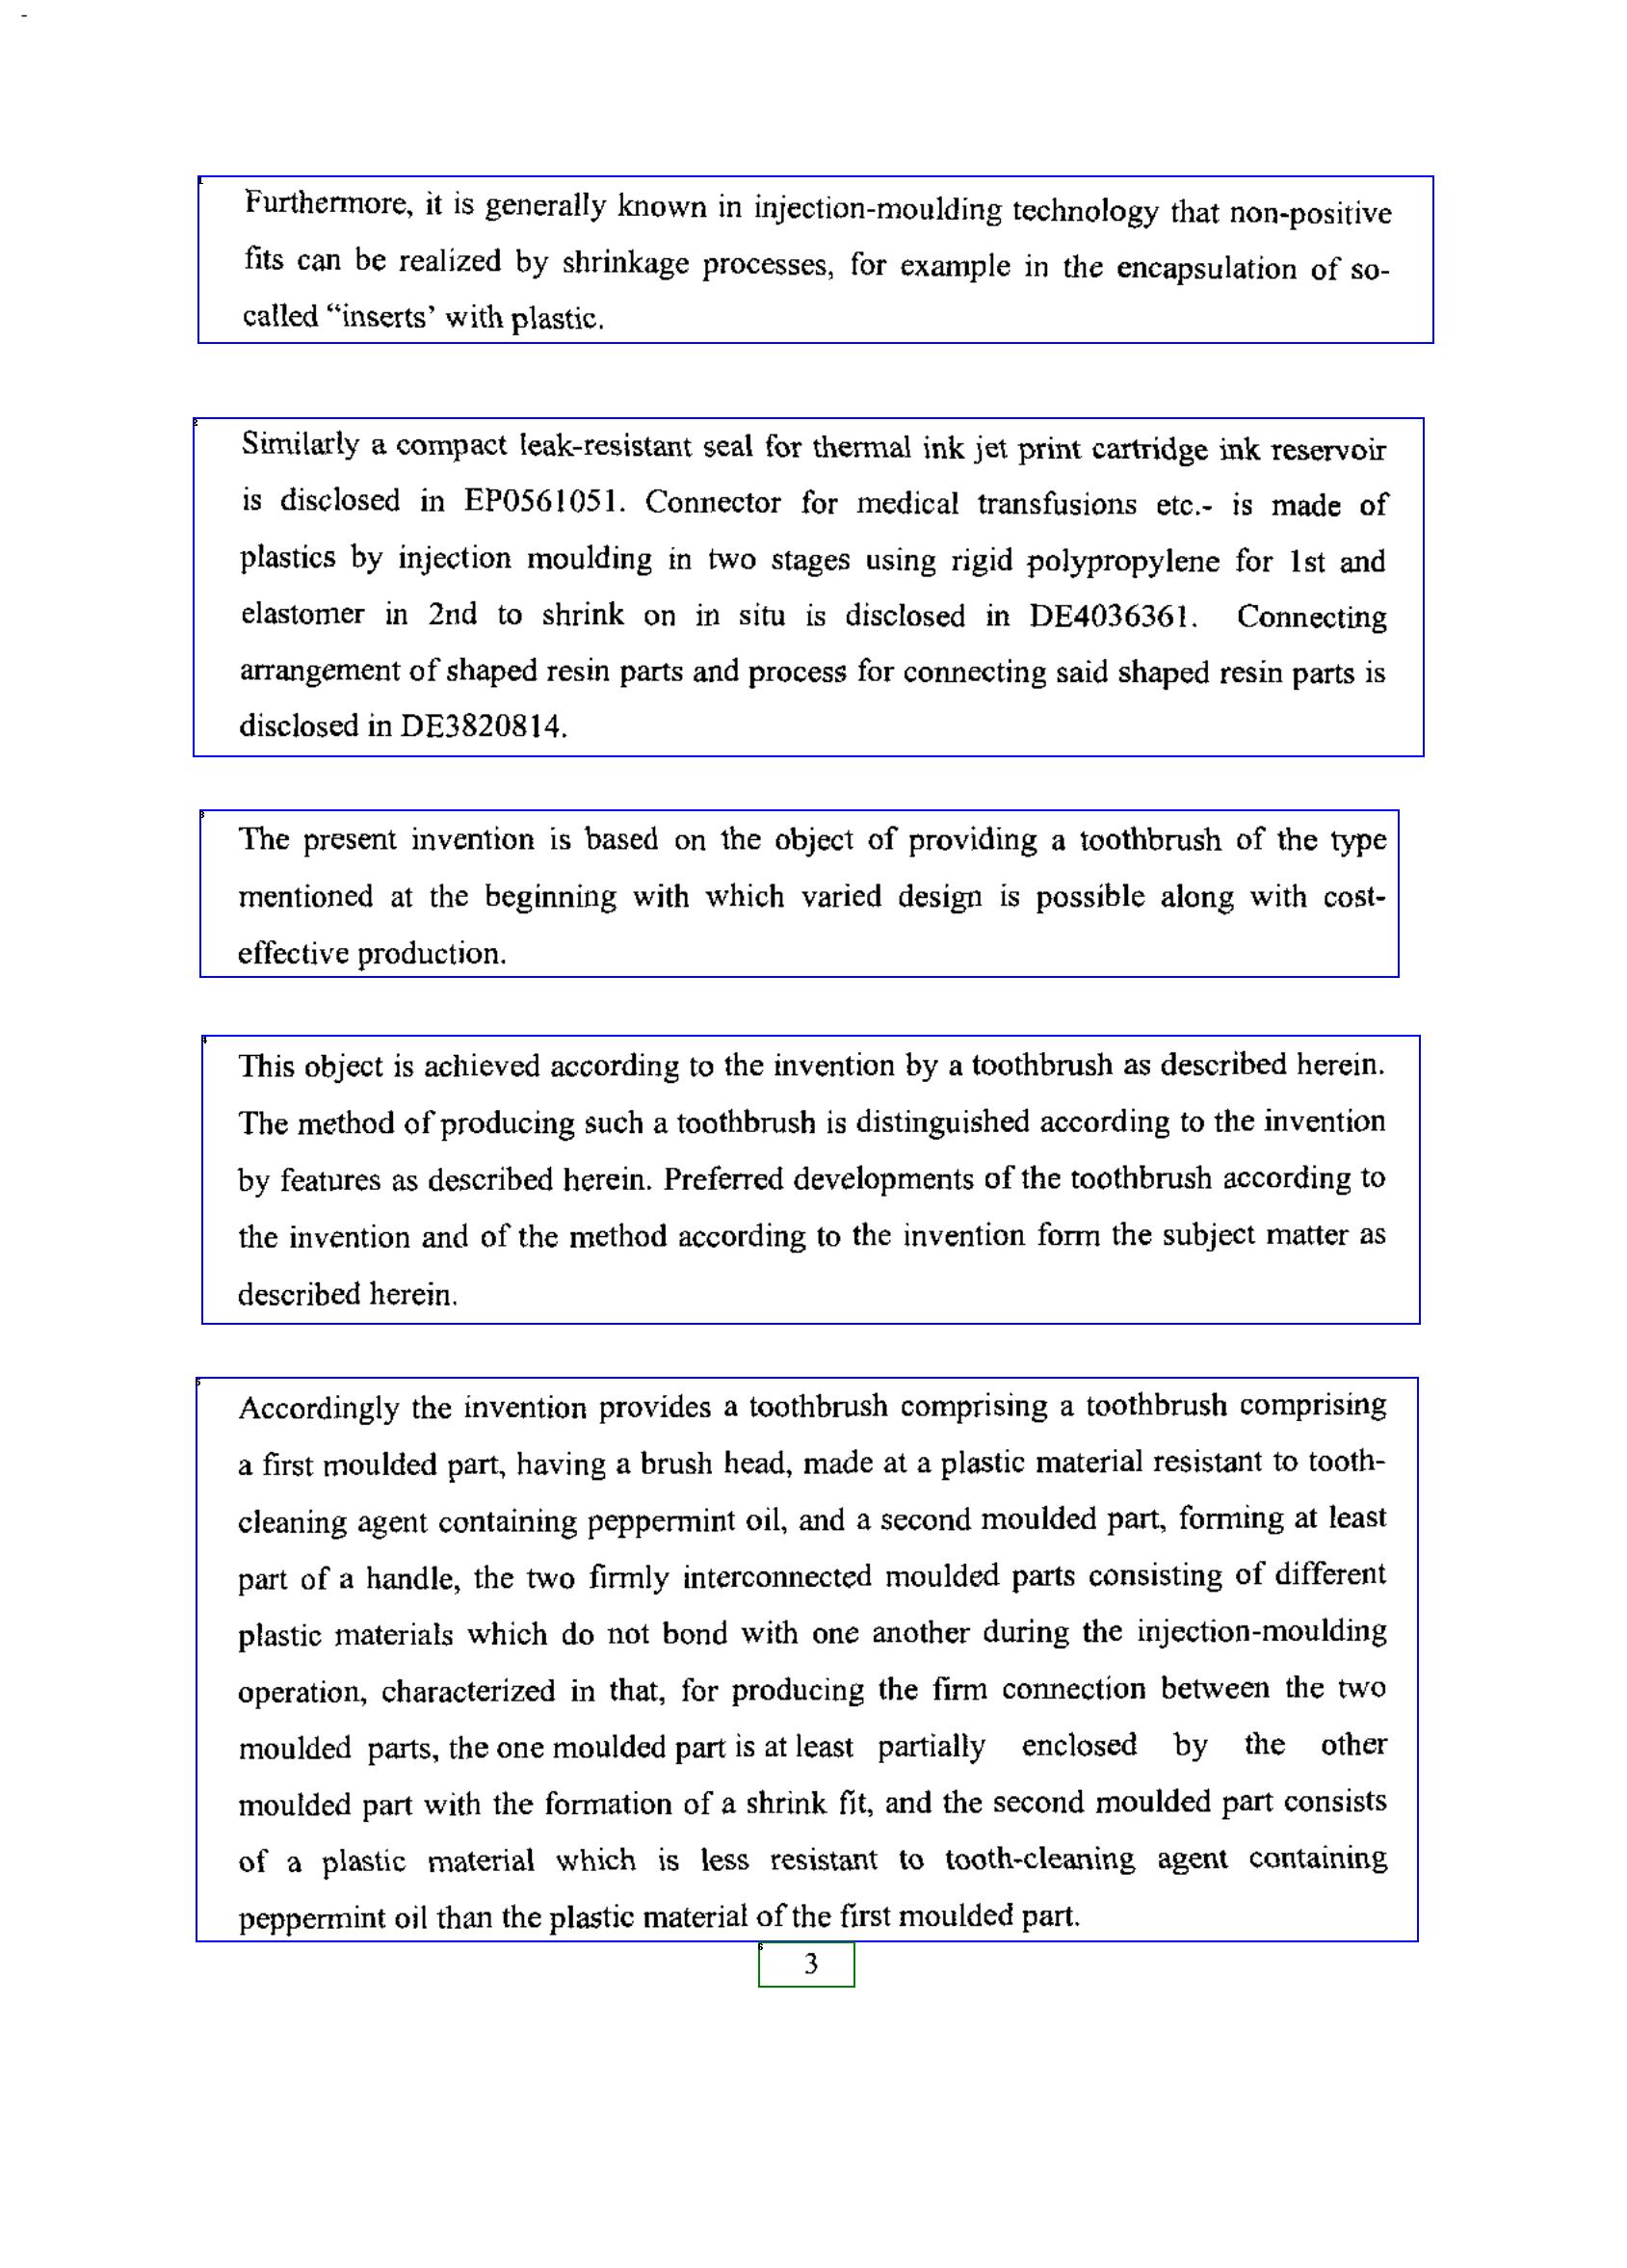 Furthermore, it is generally known in injection-moulding technology that non-positive
fits can be realized by shrinkage processes, for example in the encapsulation of so-
called “inserts’ with plastic.
Similarly a compact leak-resistant seal for thermal ink jet print cartridge ink reservoir
is disclosed in EP0561051. Connector for medical transfusions etc.- is made of
plastics by injection moulding in two stages using rigid polypropylene for 1st and
elastomer in 2nd to shrink on in situ is disclosed in DE4036361. Connecting
arrangement of shaped resin parts and process for connecting said shaped resin parts is
disclosed in DE3820814.
The present invention is based on the object of providing a toothbrush of the type
mentioned at the beginning with which varied design is possible along with cost-
effective production.
This object is achieved according to the invention by a toothbrush as described herein.
The method of producing such a toothbrush is distinguished according to the invention
by features as described herein. Preferred developments of the toothbrush according to
the invention and of the method according to the invention form the subject matter as
described herein.
Accordingly the invention provides a toothbrush comprising a toothbrush comprising
a first moulded part, having a brush head, made at a plastic material resistant to tooth-
cleaning agent containing peppermint oil, and a second moulded part, forming at least
part of a handle, the two firmly interconnected moulded parts consisting of different
plastic materials which do not bond with one another during the injection-moulding
operation, characterized in that, for producing the firm connection between the two
moulded parts, the one moulded part is at least partially enclosed by the other
moulded part with the formation of a shrink fit, and the second moulded part consists
of a plastic material which is less resistant to tooth-cleaning agent containing
peppermint oil than the plastic material of the first moulded part.
3